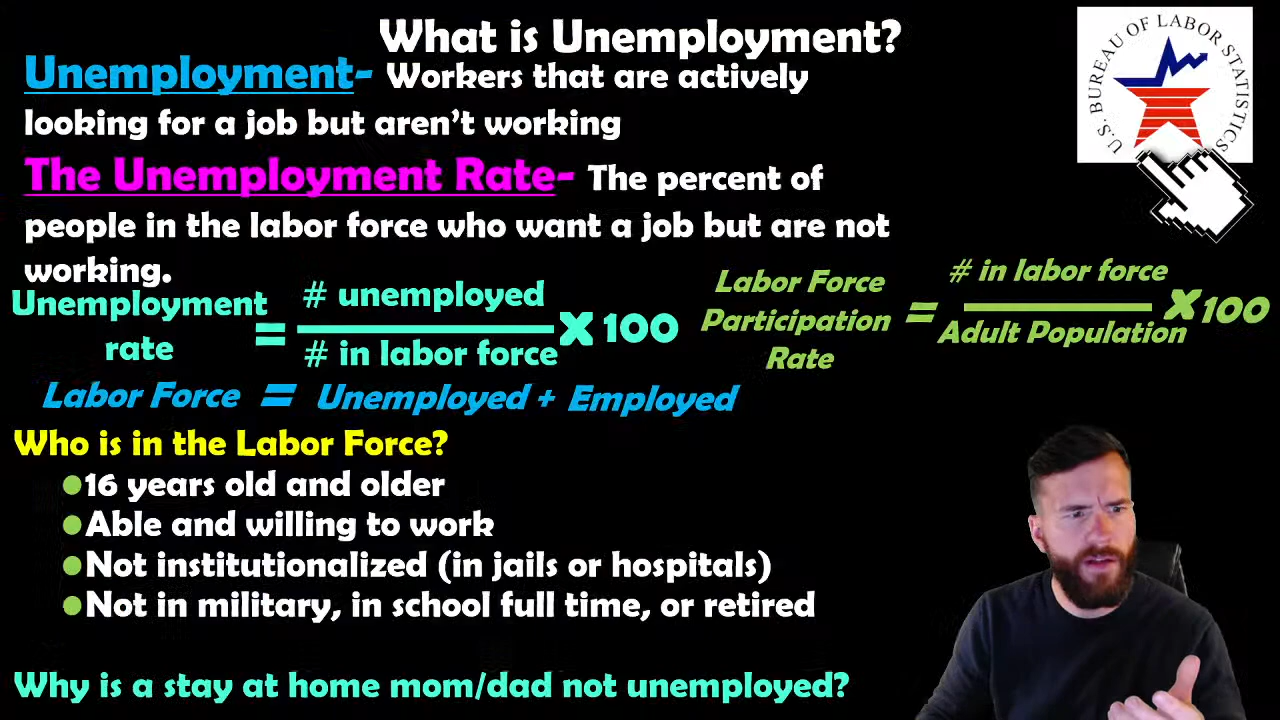 What is Unemployment?
Unemployment- Workers that are actively
looking for a job but aren't working
The Unemployment Rate- The percent of
people in the labor force who want a job but are not
working.
Unemployment
rate
=
# unemployed
# in labor force
X 100
Labor Force
Participation
Rate
=
# in labor force
Adult Population
X 100
Labor Force = Unemployed + Employed
Who is in the Labor Force?
●16 years old and older
●Able and willing to work
●Not institutionalized (in jails or hospitals)
●Not in military, in school full time, or retired
Why is a stay at home mom/dad not unemployed?
U.S. BUREAU OF LABOR STATISTICS